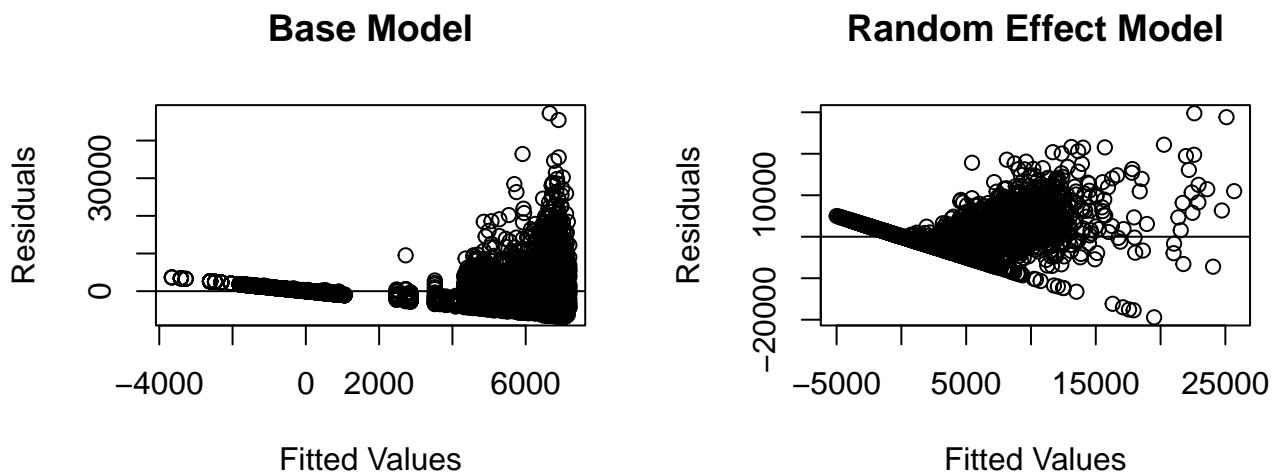 Base Model
Residuals
30000
0
−4000
0
2000
6000
Fitted Values
Random Effect Model
Residuals
10000
−20000
−5000
5000
15000
25000
Fitted Values